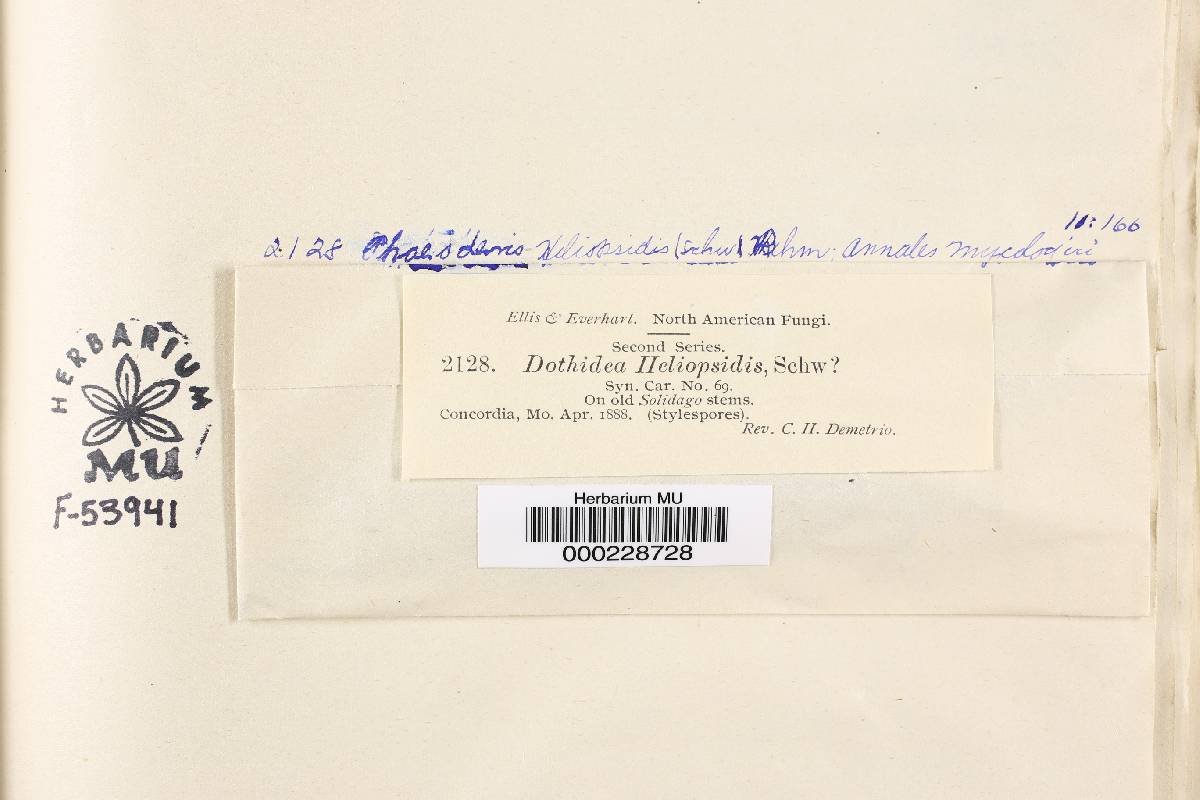 10:166
2128 Phaeoderris Heliopsidis (Schw) Rehm; Annales mycologici
Ellis & Everhart. North American Fungi.
Second Series.
2128. Dothidea Heliopsidis, Schw?
Syn. Car. No. 69.
On old Solidago stems.
Concordia, Mo. Apr. 1888. (Stylespores).
Rev. C. H. Demetrio.
HERBARIUM
MU
F-53941
Herbarium MU
000228728